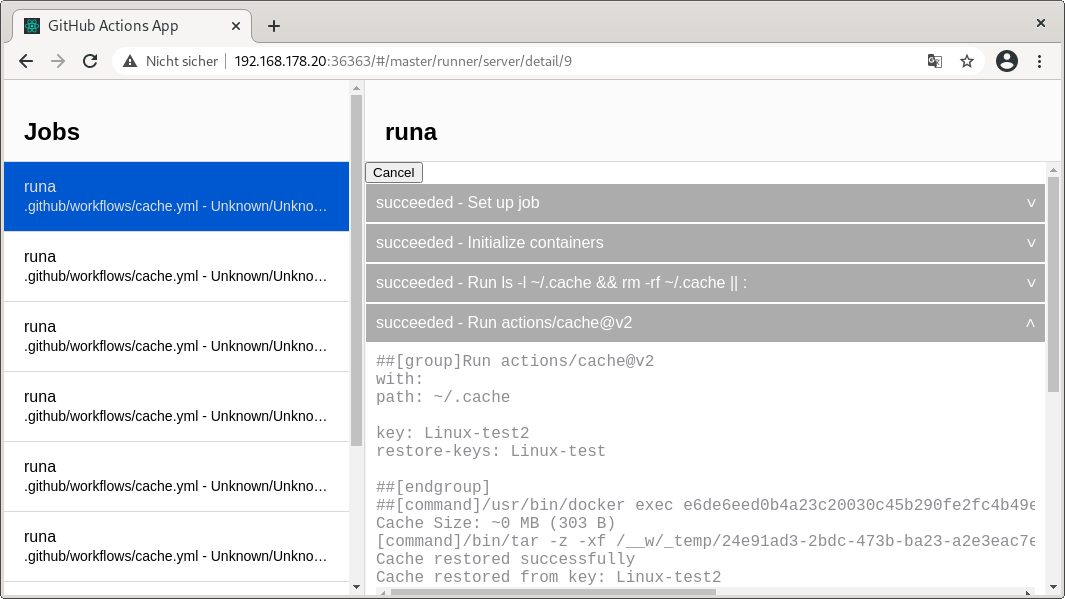 GitHub Actions App
Nicht sicher 192.168.178.20:36363/#/master/runner/server/detail/9
Jobs
runa
.github/workflows/cache.yml - Unknown/Unkno…
runa
.github/workflows/cache.yml - Unknown/Unkno…
runa
.github/workflows/cache.yml - Unknown/Unkno…
runa
.github/workflows/cache.yml - Unknown/Unkno…
runa
.github/workflows/cache.yml - Unknown/Unkno…
runa
.github/workflows/cache.yml - Unknown/Unkno…
runa
Cancel
succeeded - Set up job
succeeded - Initialize containers
succeeded - Run ls -l ~/.cache && rm -rf ~/.cache || :
succeeded - Run actions/cache@v2
##[group]Run actions/cache@v2
with:
path: ~/.cache
key: Linux-test2
restore-keys: Linux-test
##[endgroup]
##[command]/usr/bin/docker exec e6de6eed0b4a23c20030c45b290fe2fc4b49e
Cache Size: ~0 MB (303 B)
[command]/bin/tar -z -xf /__w/_temp/24e91ad3-2bdc-473b-ba23-a2e3eac7e
Cache restored successfully
Cache restored from key: Linux-test2